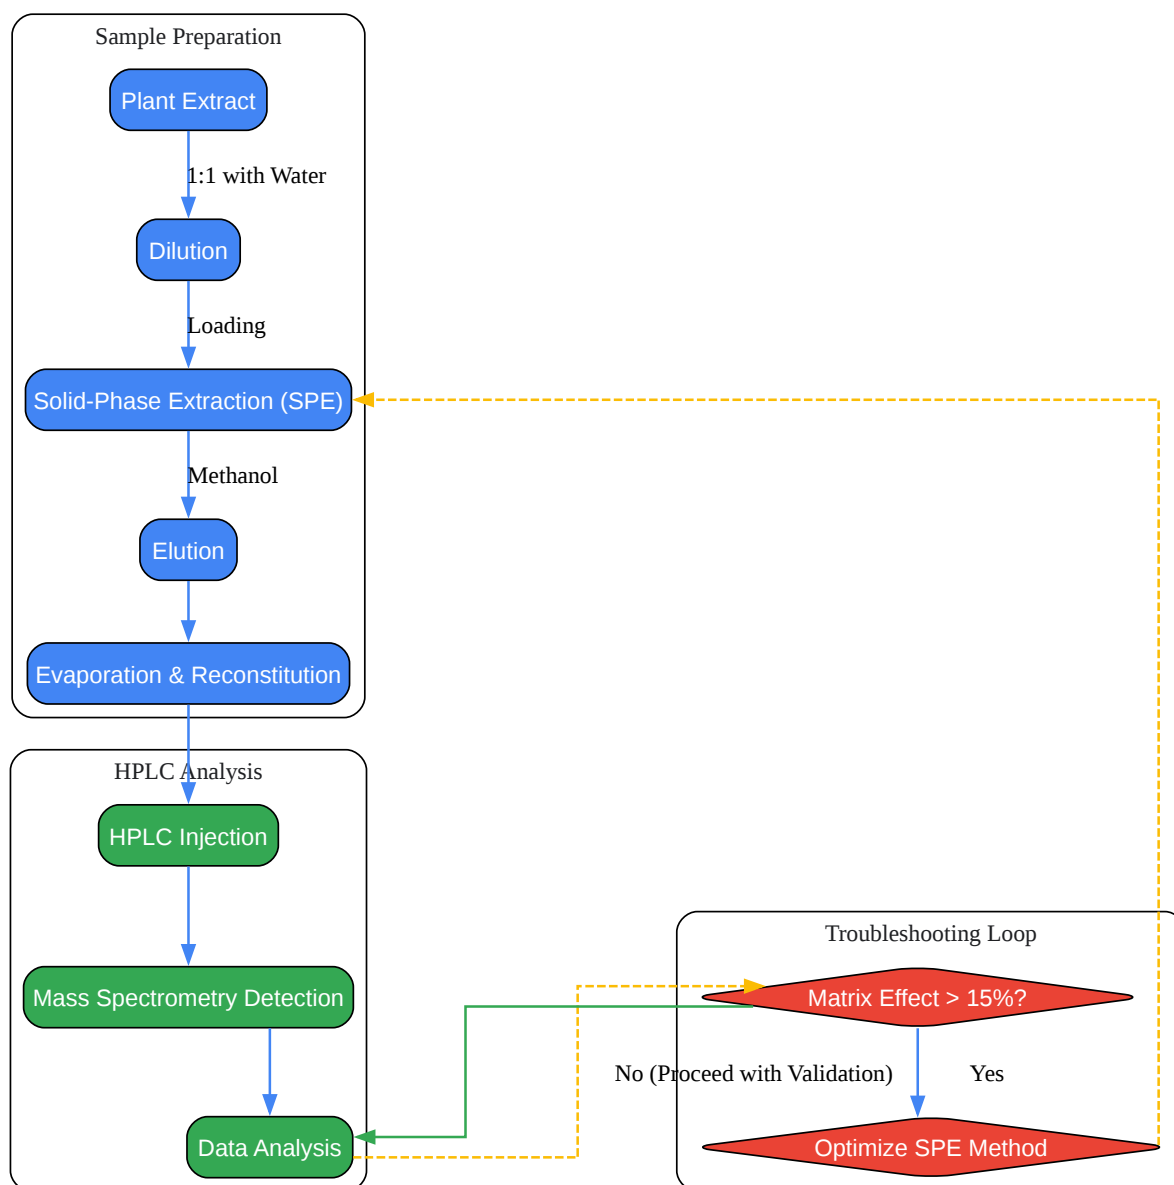 Sample Preparation
Plant Extract
1:1 with Water
Dilution
Loading
Solid-Phase Extraction (SPE)
Methanol
Elution
Evaporation & Reconstitution
HPLC Analysis
HPLC Injection
Mass Spectrometry Detection
Data Analysis
Troubleshooting Loop
Matrix Effect > 15%?
No (Proceed with Validation)
Yes
Optimize SPE Method